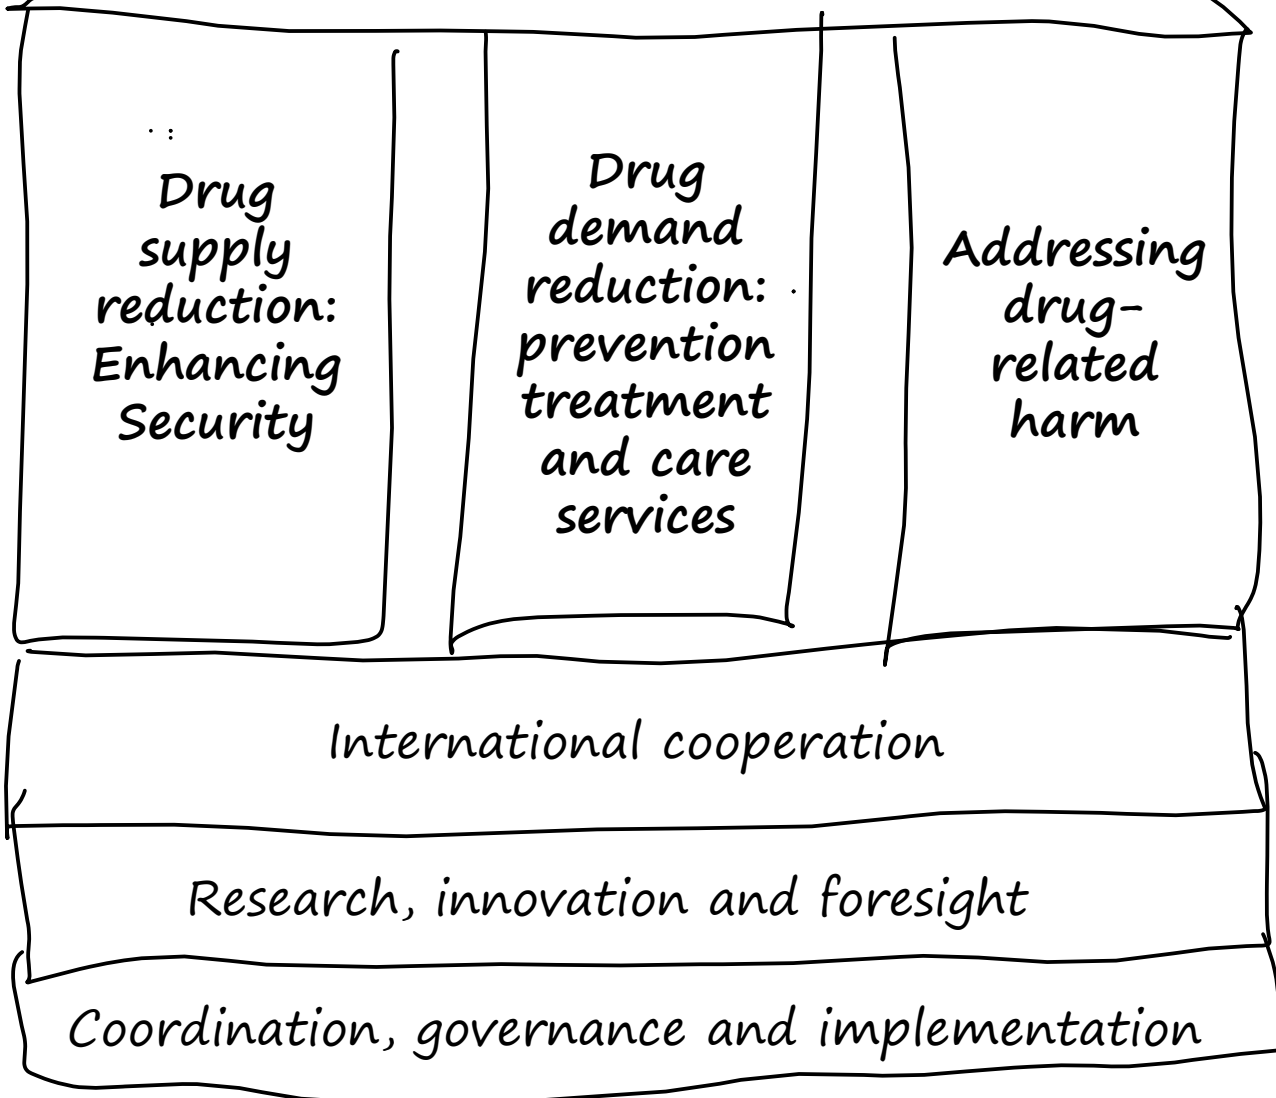 Drug
supply
reduction:
Enhancing
Security
Drug
demand
reduction:
prevention
treatment
and care
services
Addressing
drug-
related
harm
International cooperation
Research, innovation and foresight
Coordination, governance and implementation